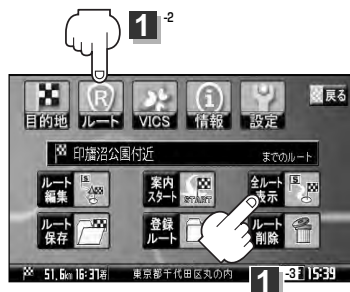 1 -2
戻る
目的地 ルート VICS 情報 設定
印旛沼公園付近 までのルート
ルート編集 案内スタート START 全ルート表示
ルート保存 登録ルート ルート削除
51.6km 16:37着 東京都千代田区丸の内 1 -3 15:39